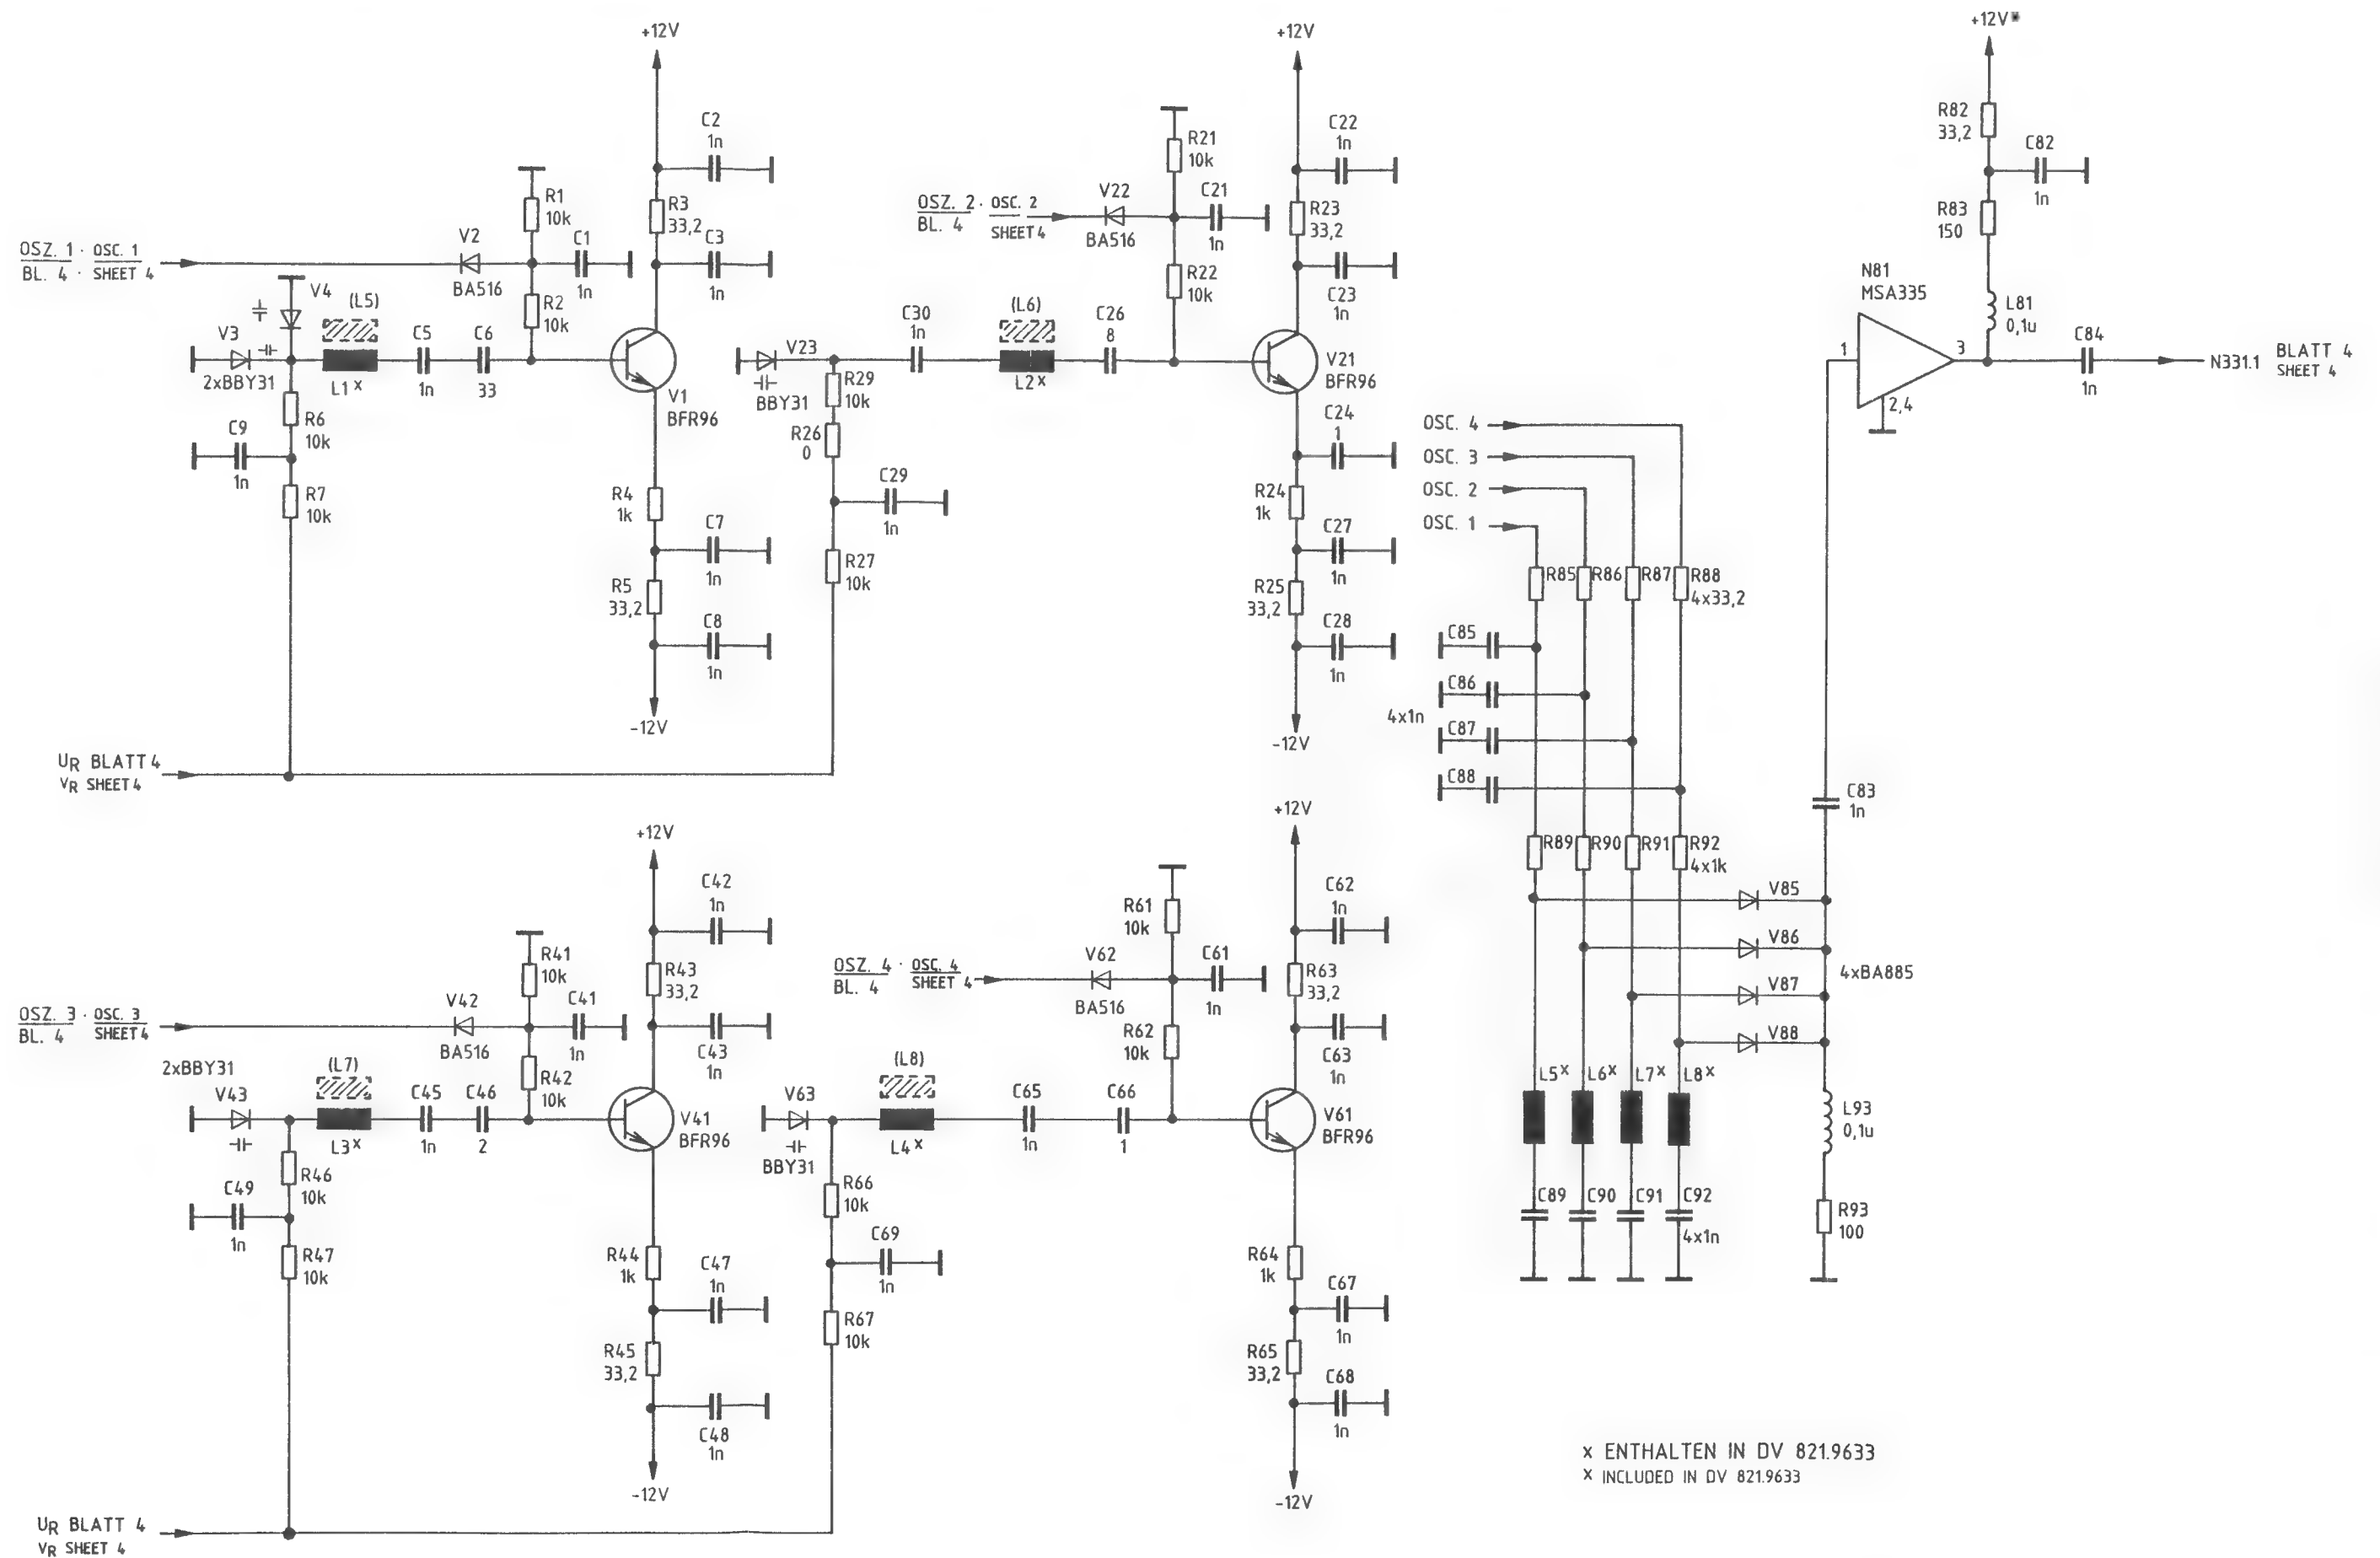 +12V
C2
1n
R1
10k
R3
33,2
OSZ. 1 · OSC. 1
BL. 4 · SHEET 4
V2
BA516
C1
1n
C3
1n
V4
(L5)
R2
10k
V3
2xBBY31
L1 x
C5
1n
C6
33
V1
BFR96
R6
10k
C9
1n
R7
10k
R4
1k
C7
1n
R5
33,2
C8
1n
-12V
UR BLATT 4
VR SHEET 4
+12V
C22
1n
R21
10k
OSZ. 2 · OSC. 2
BL. 4 SHEET 4
V22
BA516
C21
1n
R23
33,2
R22
10k
C23
1n
C30
1n
(L6)
C26
8
V23
BBY31
R29
10k
L2x
V21
BFR96
R26
0
C24
1
C29
1n
R24
1k
C27
1n
R27
10k
R25
33,2
C28
1n
-12V
+12V
C42
1n
R41
10k
R43
33,2
OSZ. 3 · OSC. 3
BL. 4 SHEET 4
V42
BA516
C41
1n
C43
1n
2xBBY31
V43
(L7)
R42
10k
C45
1n
C46
2
L3x
V41
BFR96
R46
10k
C49
1n
R47
10k
R44
1k
C47
1n
R45
33,2
C48
1n
-12V
UR BLATT 4
VR SHEET 4
+12V
C62
1n
R61
10k
OSZ. 4 · OSC. 4
BL. 4 SHEET 4
V62
BA516
C61
1n
R63
33,2
R62
10k
C63
1n
(L8)
V63
BBY31
L4x
C65
1n
C66
1
V61
BFR96
R66
10k
C69
1n
R67
10k
R64
1k
C67
1n
R65
33,2
C68
1n
-12V
+12V*
R82
33,2
C82
1n
R83
150
N81
MSA335
L81
0,1u
1
3
2,4
C84
1n
N331.1
BLATT 4
SHEET 4
OSC. 4
OSC. 3
OSC. 2
OSC. 1
R85
R86
R87
R88
4x33,2
C85
C86
4x1n
C87
C88
C83
1n
R89
R90
R91
R92
4x1k
V85
V86
4xBA885
V87
V88
L5x
L6x
L7x
L8x
L93
0,1u
C89
C90
C91
C92
4x1n
R93
100
x ENTHALTEN IN DV 821.9633
x INCLUDED IN DV 821.9633